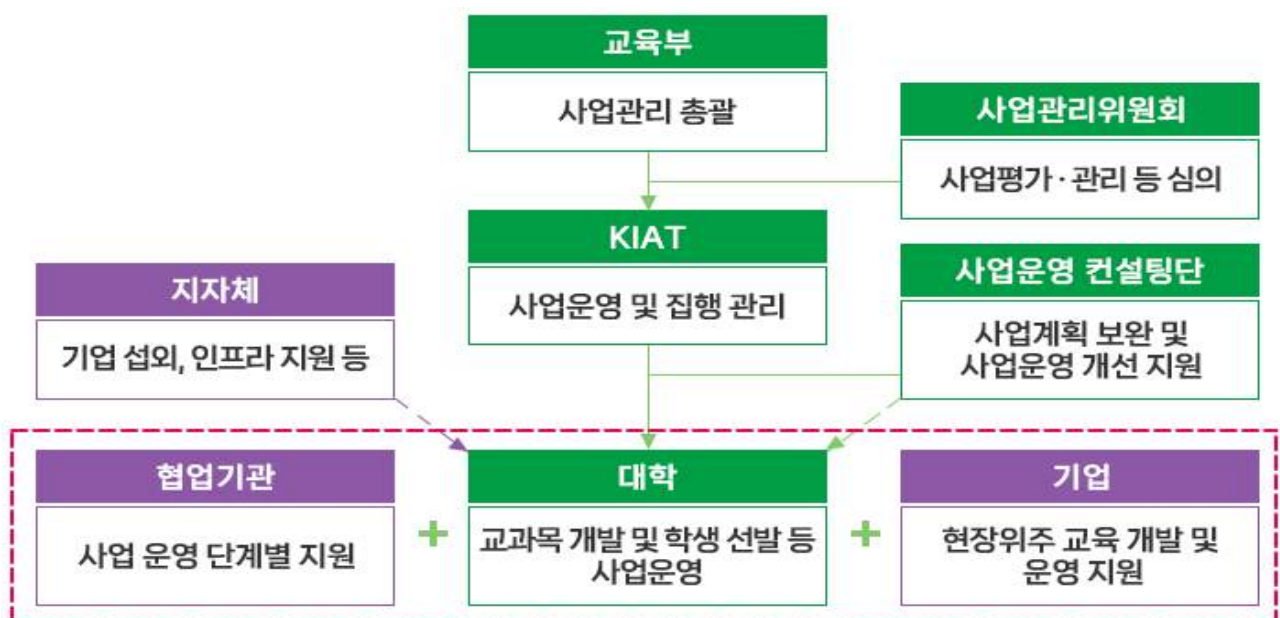 교육부
사업관리 총괄
사업관리위원회
사업평가·관리 등 심의
KIAT
사업운영 및 집행 관리
지자체
기업 섭외, 인프라 지원 등
사업운영 컨설팅단
사업계획 보완 및
사업운영 개선 지원
협업기관
사업 운영 단계별 지원
+
대학
교과목 개발 및 학생 선발 등
사업운영
+
기업
현장위주 교육 개발 및
운영 지원